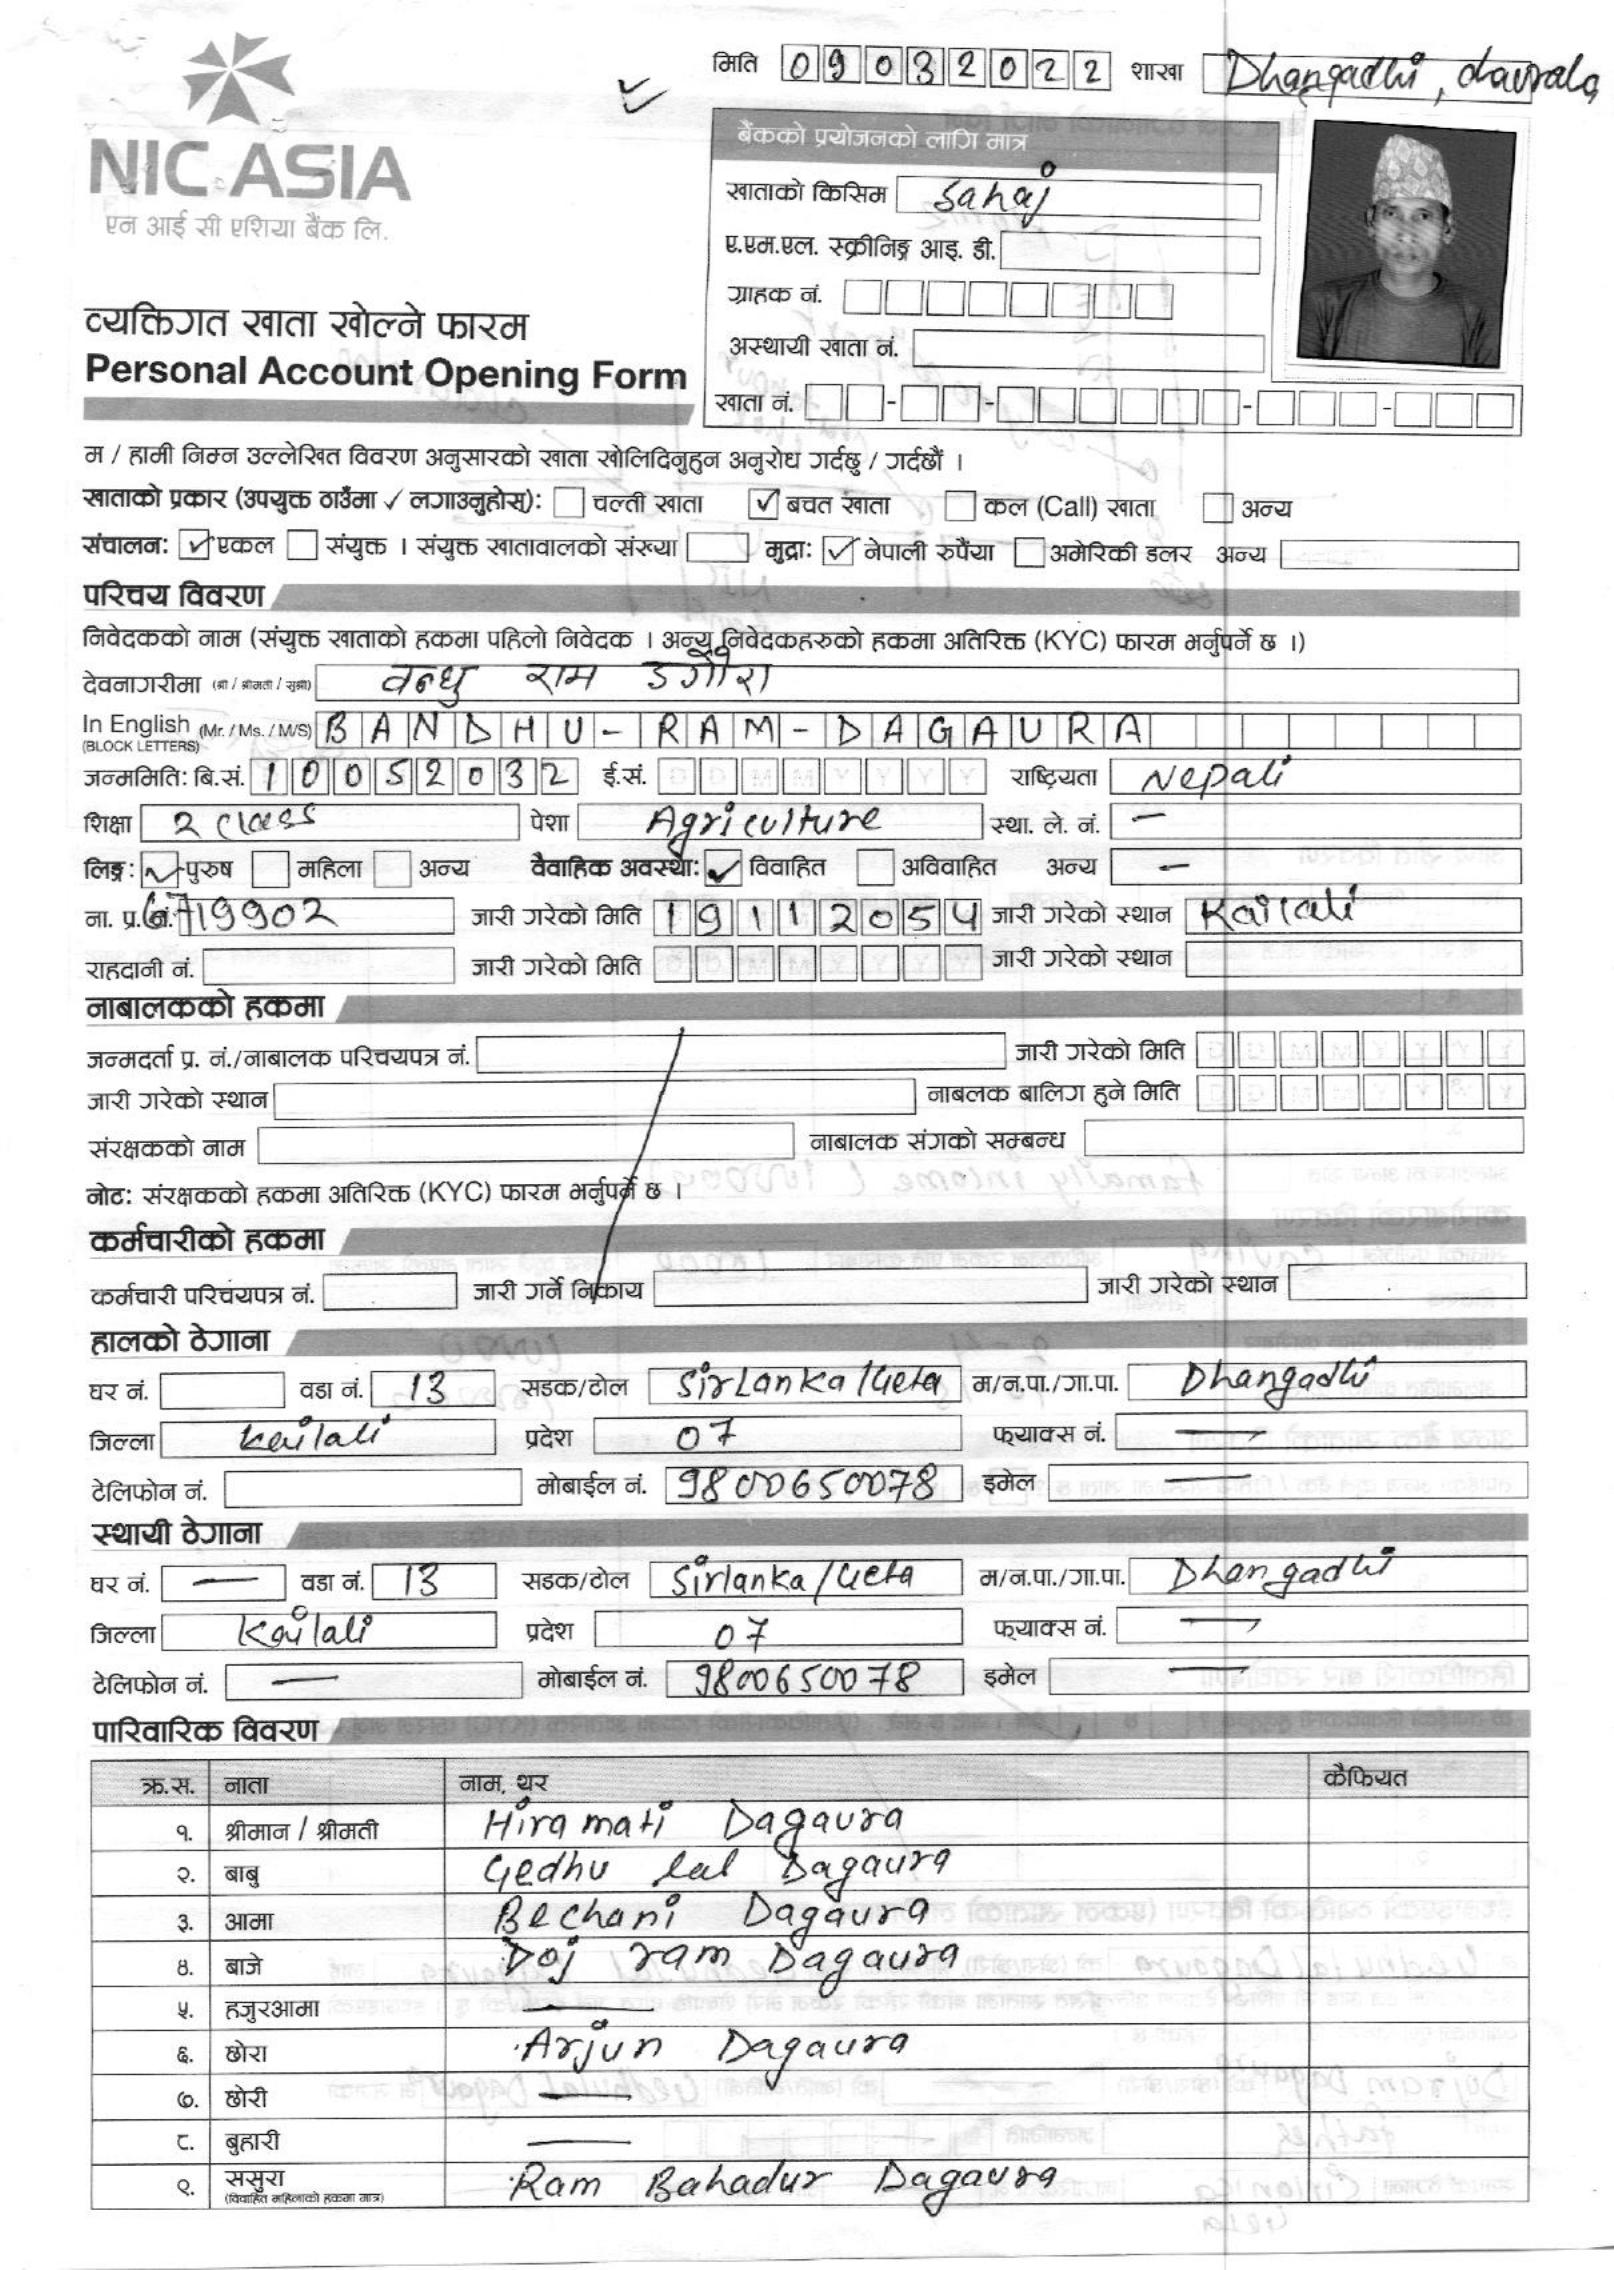 मिति 09032022 शाखा Dhangadhi, chauraha
NIC ASIA
एन आई सी एशिया बैंक लि.
बैंकको प्रयोजनको लागि मात्र
खाताको किसिम Sahaj
ए.एम.एल. स्क्रीनिङ्ग आइ. डी.
ग्राहक नं.
अस्थायी खाता नं.
खाता नं.
व्यक्तिगत खाता खोल्ने फारम
Personal Account Opening Form
म / हामी निम्न उल्लेखित विवरण अनुसारको खाता खोलिदिनुहुन अनुरोध गर्दछु / गर्दछौं ।
खाताको प्रकार (उपयुक्त ठाउँमा ✓ लगाउनुहोस्): चल्ती खाता ✓ बचत खाता कल (Call) खाता अन्य
संचालन: ✓ एकल संयुक्त । संयुक्त खातावालको संख्या मुद्रा: ✓ नेपाली रुपैंया अमेरिकी डलर अन्य
परिचय विवरण
निवेदकको नाम (संयुक्त खाताको हकमा पहिलो निवेदक । अन्य निवेदकहरुको हकमा अतिरिक्त (KYC) फारम भर्नुपर्ने छ ।)
देवनागरीमा (श्री / श्रीमती / सुश्री) वन्धु राम डगौरा
In English (Mr. / Ms. / M/S) BANDHU-RAM-DAGAURA
(BLOCK LETTERS)
जन्ममिति: बि.सं. 10052032 ई.सं. राष्ट्रियता Nepali
शिक्षा 2 class पेशा Agriculture स्था. ले. नं. —
लिङ्ग: ✓ पुरुष महिला अन्य वैवाहिक अवस्था: ✓ विवाहित अविवाहित अन्य —
ना. प्र. नं. 19902 जारी गरेको मिति 19112054 जारी गरेको स्थान Kailali
राहदानी नं. जारी गरेको मिति जारी गरेको स्थान
नाबालकको हकमा
जन्मदर्ता प्र. नं./नाबालक परिचयपत्र नं. जारी गरेको मिति
जारी गरेको स्थान नाबलक बालिग हुने मिति
संरक्षकको नाम नाबालक संगको सम्बन्ध
नोट: संरक्षकको हकमा अतिरिक्त (KYC) फारम भर्नुपर्ने छ ।
कर्मचारीको हकमा
कर्मचारी परिचयपत्र नं. जारी गर्ने निकाय जारी गरेको स्थान
हालको ठेगाना
घर नं. वडा नं. 13 सडक/टोल Sirlanka/Geta म/न.पा./गा.पा. Dhangadhi
जिल्ला Kailali प्रदेश 07 फ्याक्स नं. —
टेलिफोन नं. मोबाईल नं. 9800650078 इमेल —
स्थायी ठेगाना
घर नं. — वडा नं. 13 सडक/टोल Sirlanka/Geta म/न.पा./गा.पा. Dhangadhi
जिल्ला Kailali प्रदेश 07 फ्याक्स नं. —
टेलिफोन नं. — मोबाईल नं. 9800650078 इमेल —
पारिवारिक विवरण
क्र.स. नाता नाम, थर कैफियत
१. श्रीमान / श्रीमती Hiramati Dagaura
२. बाबु Gedhu lal Dagaura
३. आमा Bechani Dagaura
४. बाजे Doj ram Dagaura
५. हजुरआमा —
६. छोरा Arjun Dagaura
७. छोरी —
८. बुहारी —
९. ससुरा Ram Bahadur Dagaura
(विवाहित महिलाको हकमा मात्र)